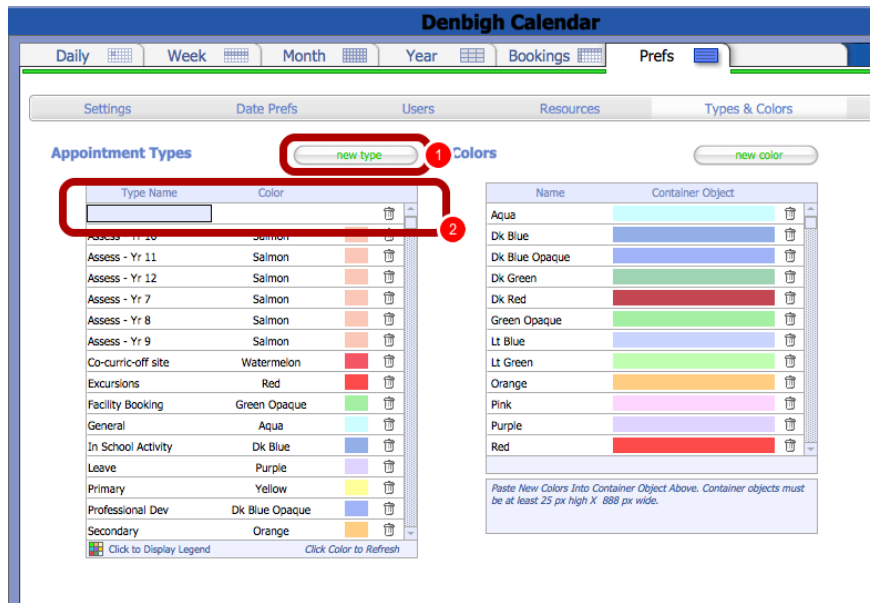 Denbigh Calendar
Daily Week Month Year Bookings Prefs
Settings Date Prefs Users Resources Types & Colors
Appointment Types new type 1 Colors new color
Type Name Color Name Container Object
2
Aqua
Assess - Yr 10 Salmon Dk Blue
Assess - Yr 11 Salmon Dk Blue Opaque
Assess - Yr 12 Salmon Dk Green
Assess - Yr 7 Salmon Dk Red
Assess - Yr 8 Salmon Green Opaque
Assess - Yr 9 Salmon Lt Blue
Co-curric-off site Watermelon Lt Green
Excursions Red Orange
Facility Booking Green Opaque Pink
General Aqua Purple
In School Activity Dk Blue Red
Leave Purple
Primary Yellow
Professional Dev Dk Blue Opaque
Secondary Orange
Click to Display Legend Click Color to Refresh
Paste New Colors Into Container Object Above. Container objects must
be at least 25 px high X 888 px wide.